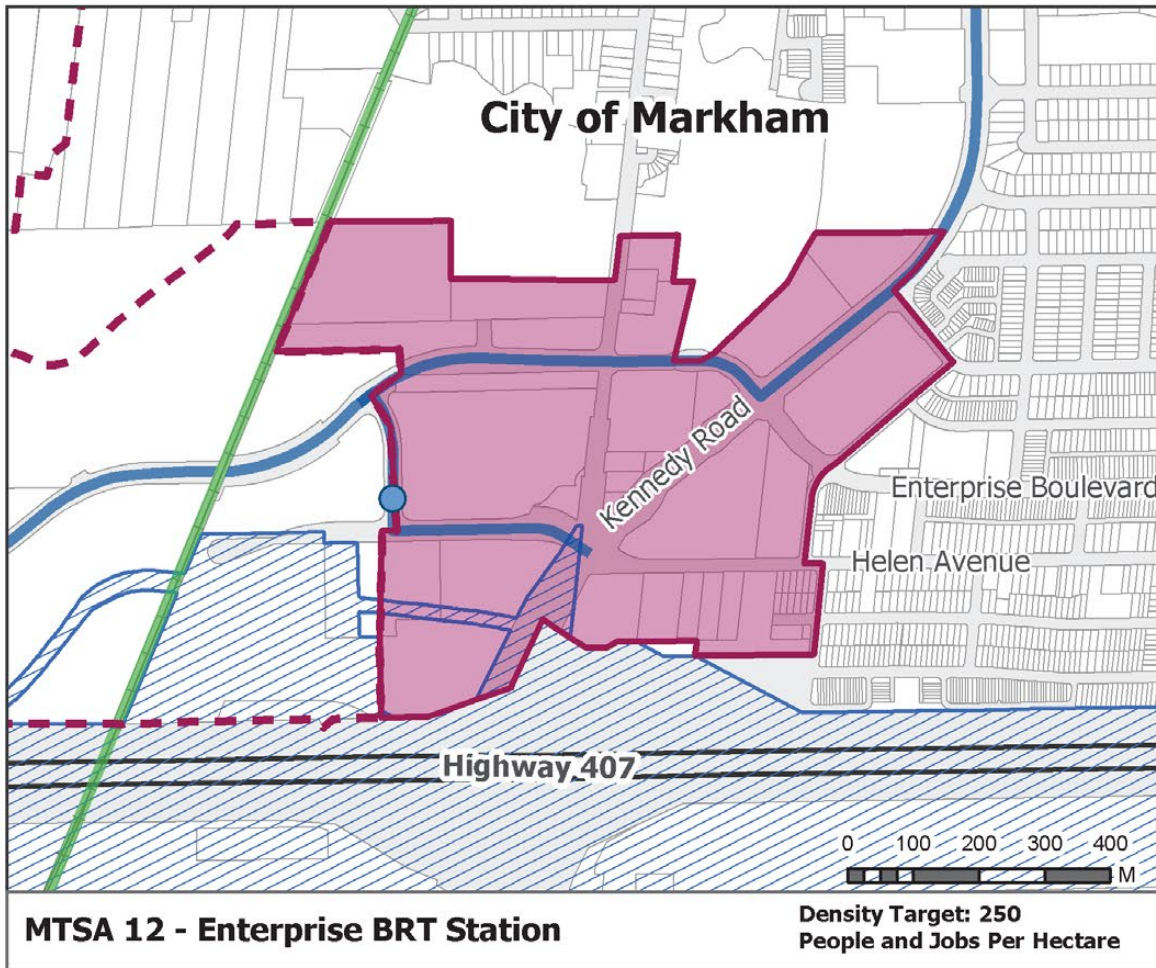 City of Markham
Kennedy Road
Enterprise Boulevard
Helen Avenue
Highway 407
0 100 200 300 400
M
MTSA 12 - Enterprise BRT Station
Density Target: 250
People and Jobs Per Hectare